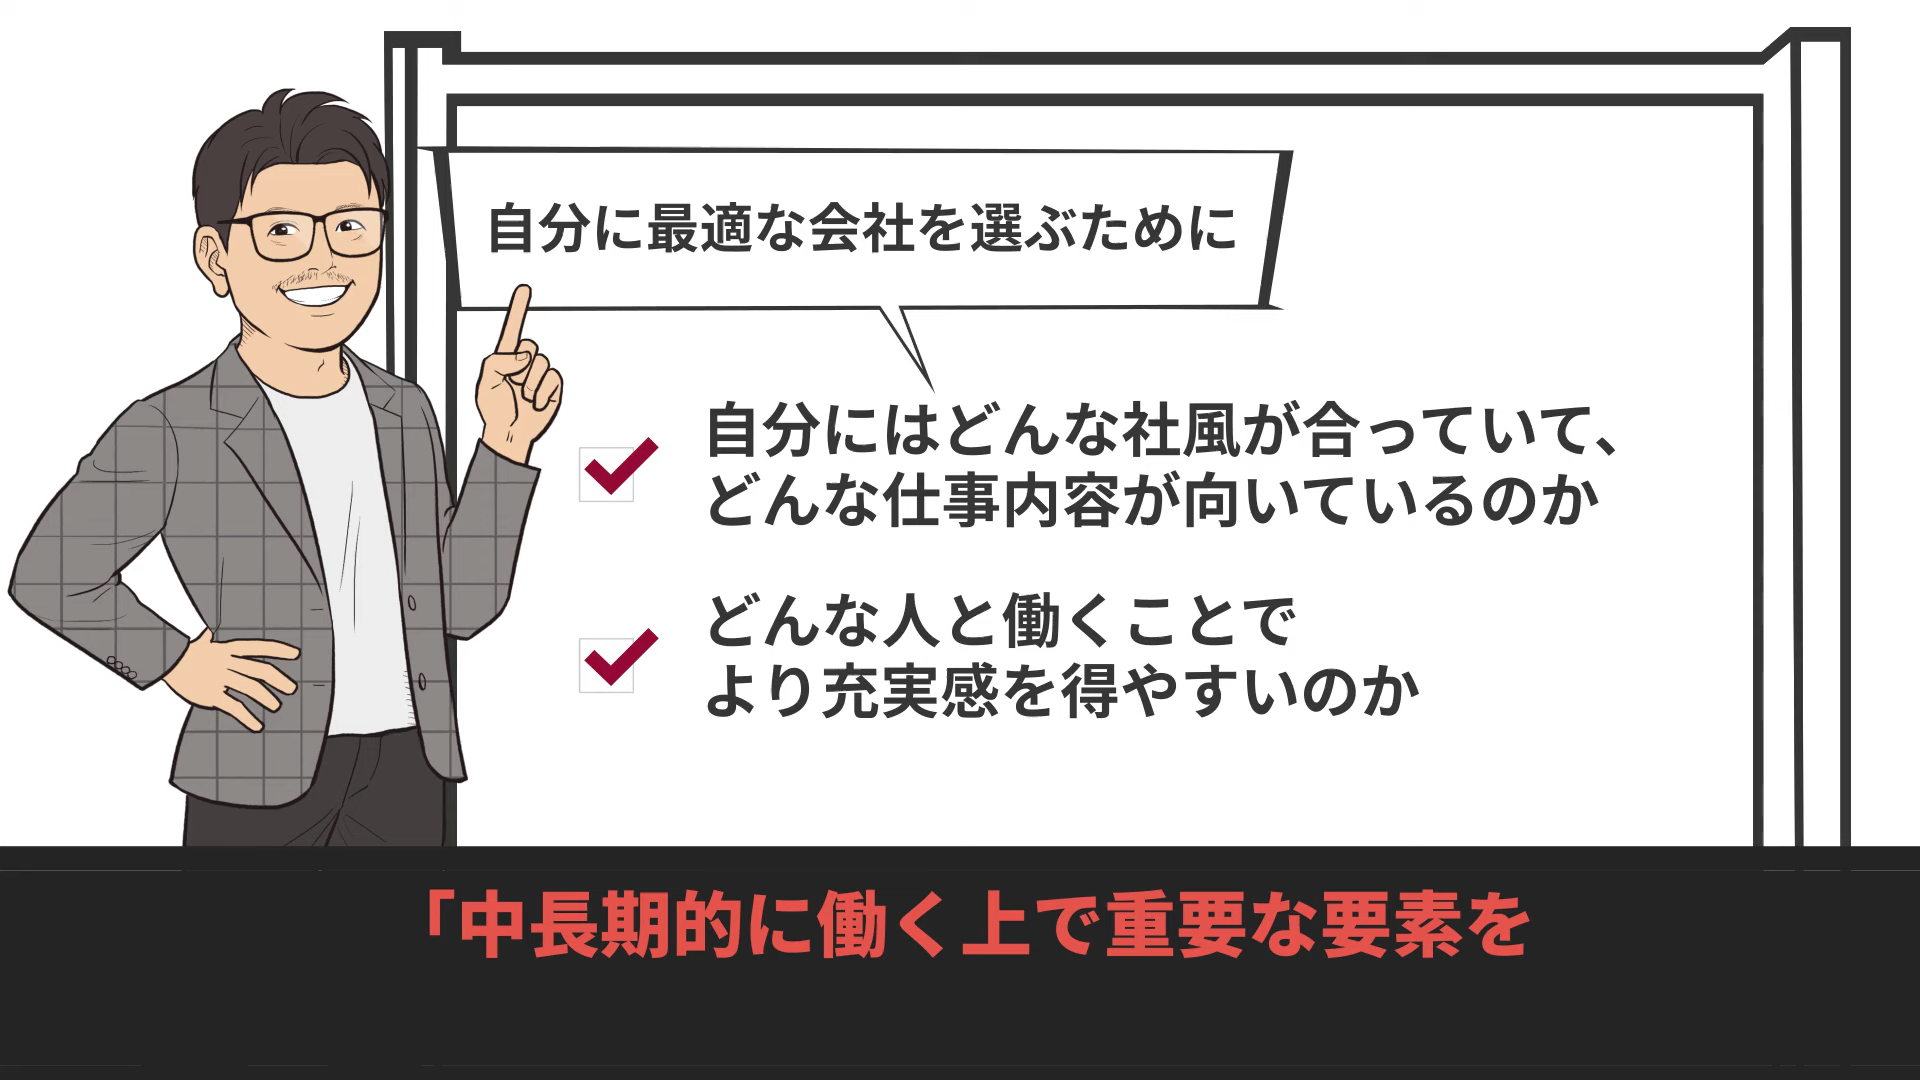 自分に最適な会社を選ぶために
自分にはどんな社風が合っていて、
どんな仕事内容が向いているのか
どんな人と働くことで
より充実感を得やすいのか
「中長期的に働く上で重要な要素を